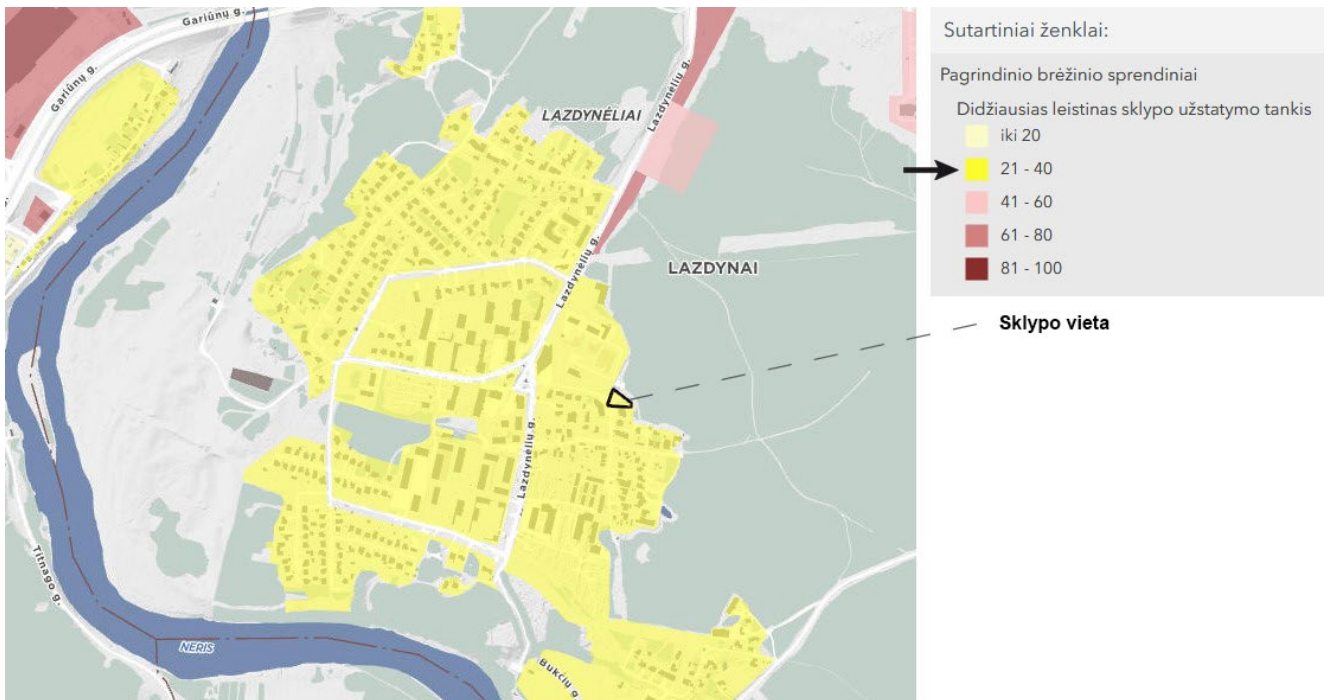 Gariūnų g.
Gariūnų g.
LAZDYNĖLIAI
Lazdynėlių g.
Lazdynėlių g.
LAZDYNAI
Lazdynėlių g.
Lazdynėlių g.
Titnago g.
NERIS
Bukčių g.
Sutartiniai ženklai:
Pagrindinio brėžinio sprendiniai
Didžiausias leistinas sklypo užstatymo tankis
iki 20
21 - 40
41 - 60
61 - 80
81 - 100
Sklypo vieta